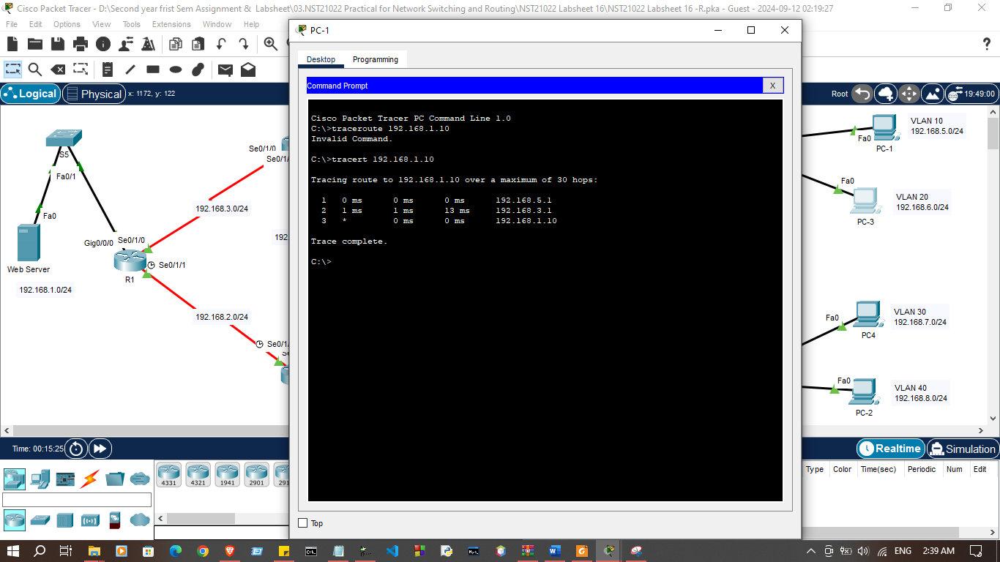 Cisco Packet Tracer - D:\Second year frist Sem Assignment & Labsheet\03.NST21022 Practical for Network Switching and Routing\NST21022 Labsheet 16\NST21022 Labsheet 16 -R.pka - Guest - 2024-09-12 02:19:27
File Edit Options View Tools Extensions Window Help
PC-1
Desktop Programming
Command Prompt X
Logical Physical x: 1172, y: 122
Root 19:49:00
Cisco Packet Tracer PC Command Line 1.0
C:\>traceroute 192.168.1.10
Invalid Command.
C:\>tracert 192.168.1.10
Tracing route to 192.168.1.10 over a maximum of 30 hops:
1 0 ms 0 ms 0 ms 192.168.5.1
2 1 ms 1 ms 13 ms 192.168.3.1
3 * 0 ms 0 ms 192.168.1.10
Trace complete.
C:\>
Top
S5
Fa0/1
Fa0
Web Server
192.168.1.0/24
Gig0/0/0
Se0/1/0
Se0/1/1
R1
Se0/1/0
Se0/1/
192.168.3.0/24
192.
192.168.2.0/24
Se0/1/
VLAN 10
192.168.5.0/24
Fa0
PC-1
Fa0
VLAN 20
192.168.6.0/24
PC-3
Fa0
VLAN 30
192.168.7.0/24
PC4
Fa0
VLAN 40
192.168.8.0/24
PC-2
Time: 00:15:25
Realtime Simulation
4331 4321 1941 2901 291
Type Color Time(sec) Periodic Num Edit
ENG 2:39 AM